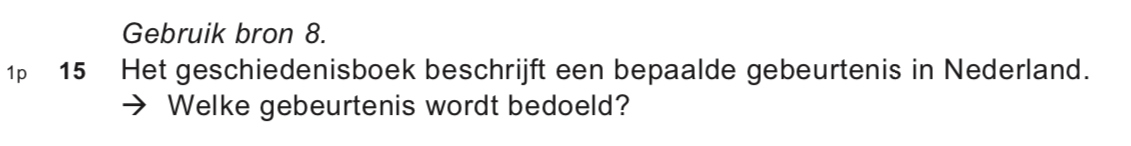 Gebruik bron 8.
1p 15 Het geschiedenisboek beschrijft een bepaalde gebeurtenis in Nederland.
→ Welke gebeurtenis wordt bedoeld?